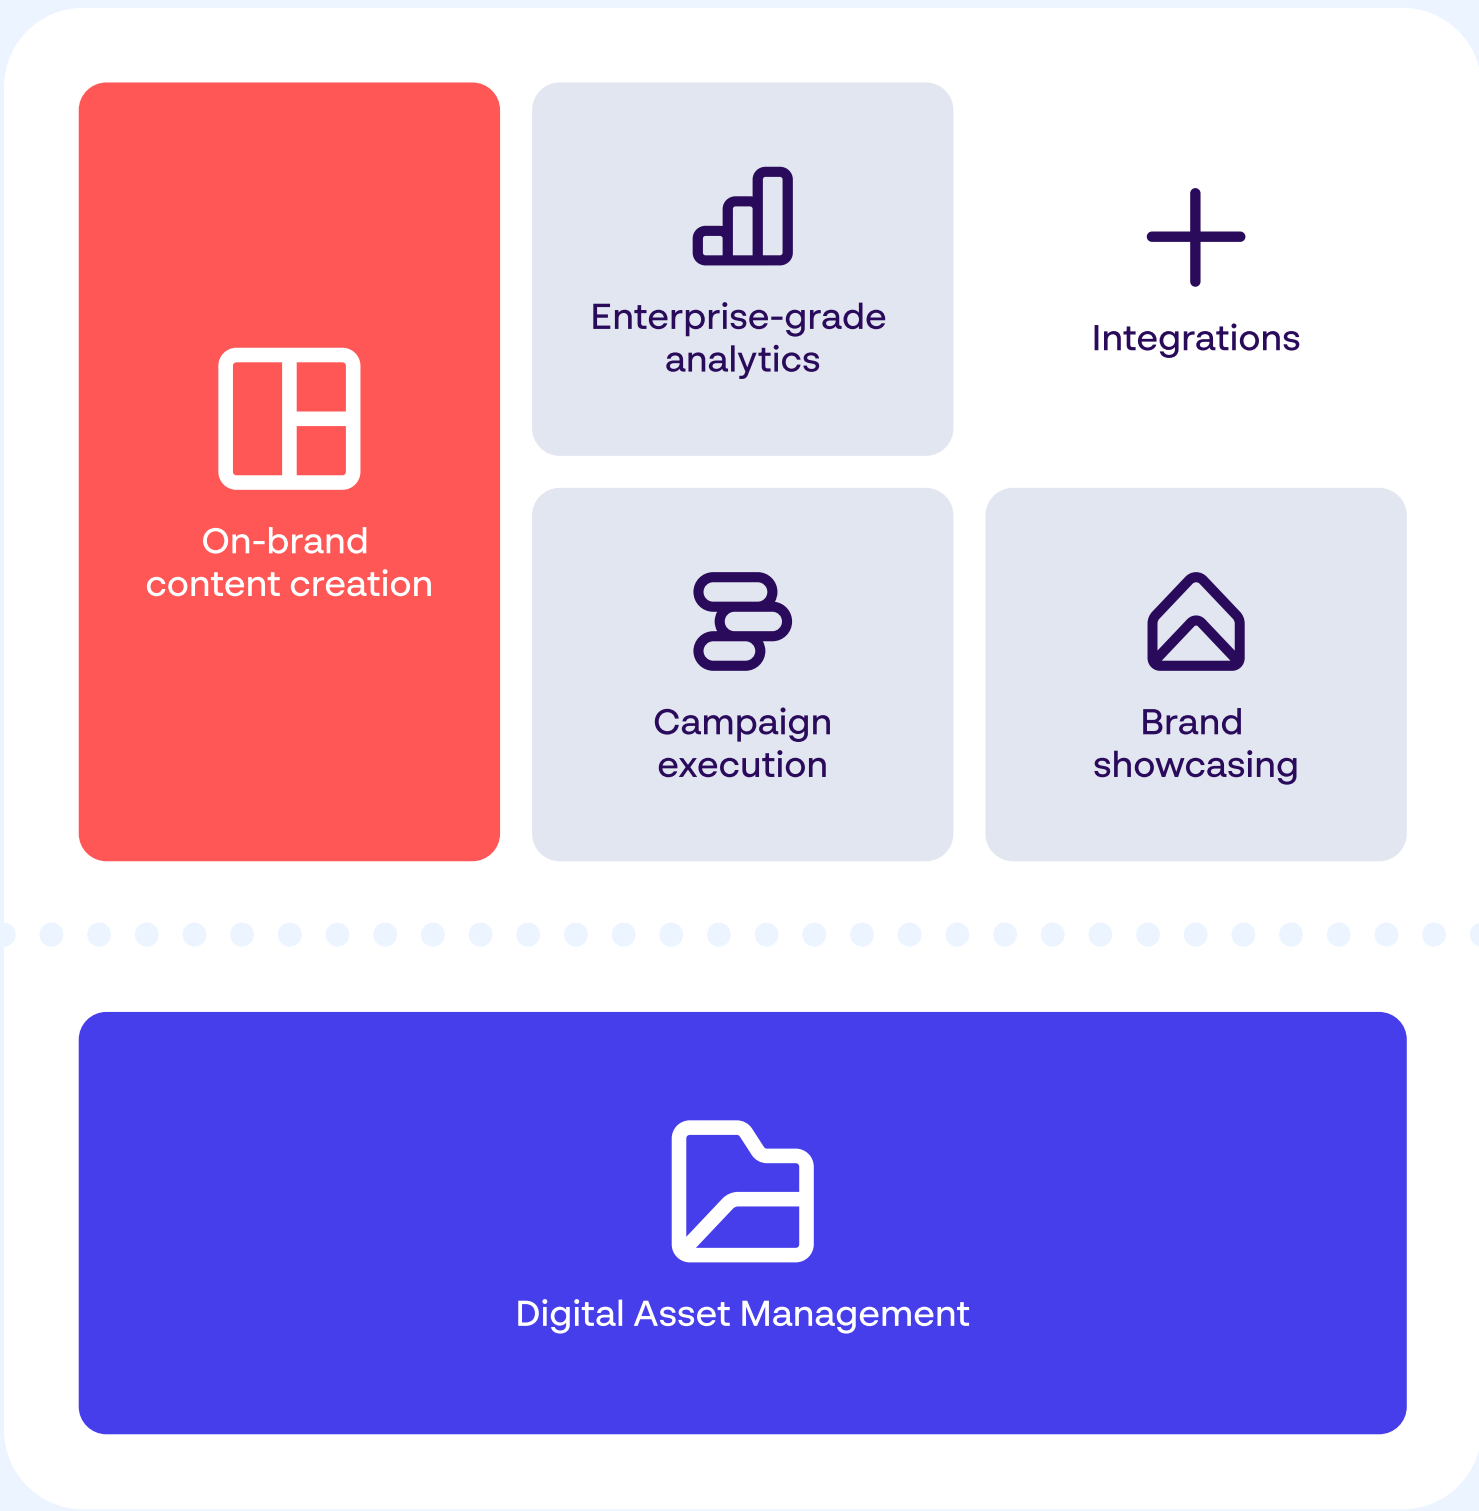 On-brand
content creation
Enterprise-grade
analytics
Integrations
Campaign
execution
Brand
showcasing
Digital Asset Management